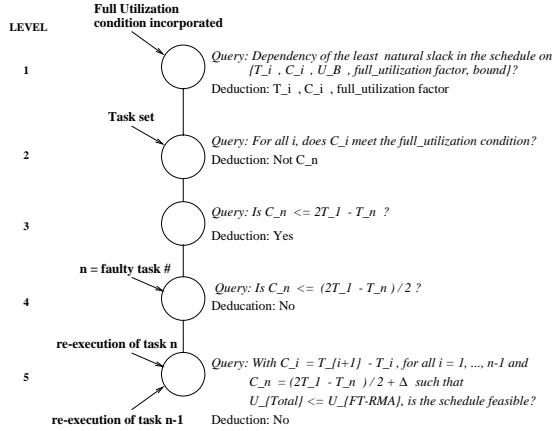 Full Utilization
condition incorporated
LEVEL
1
Query: Dependency of the least natural slack in the schedule on
{T_i , C_i , U_B , full_utilization factor, bound}?
Deduction: T_i , C_i , full_utilization factor
Task set
2
Query: For all i, does C_i meet the full_utilization condition?
Deduction: Not C_n
3
Query: Is C_n <= 2T_1 - T_n ?
Deduction: Yes
n = faulty task #
4
Query: Is C_n <= (2T_1 - T_n )/2 ?
Deducation: No
re-execution of task n
5
Query: With C_i = T_{i+1} - T_i , for all i = 1, ..., n-1 and
C_n = (2T_1 - T_n )/2 + Δ such that
U_{Total} <= U_{FT-RMA}, is the schedule feasible?
re-execution of task n-1
Deduction: No